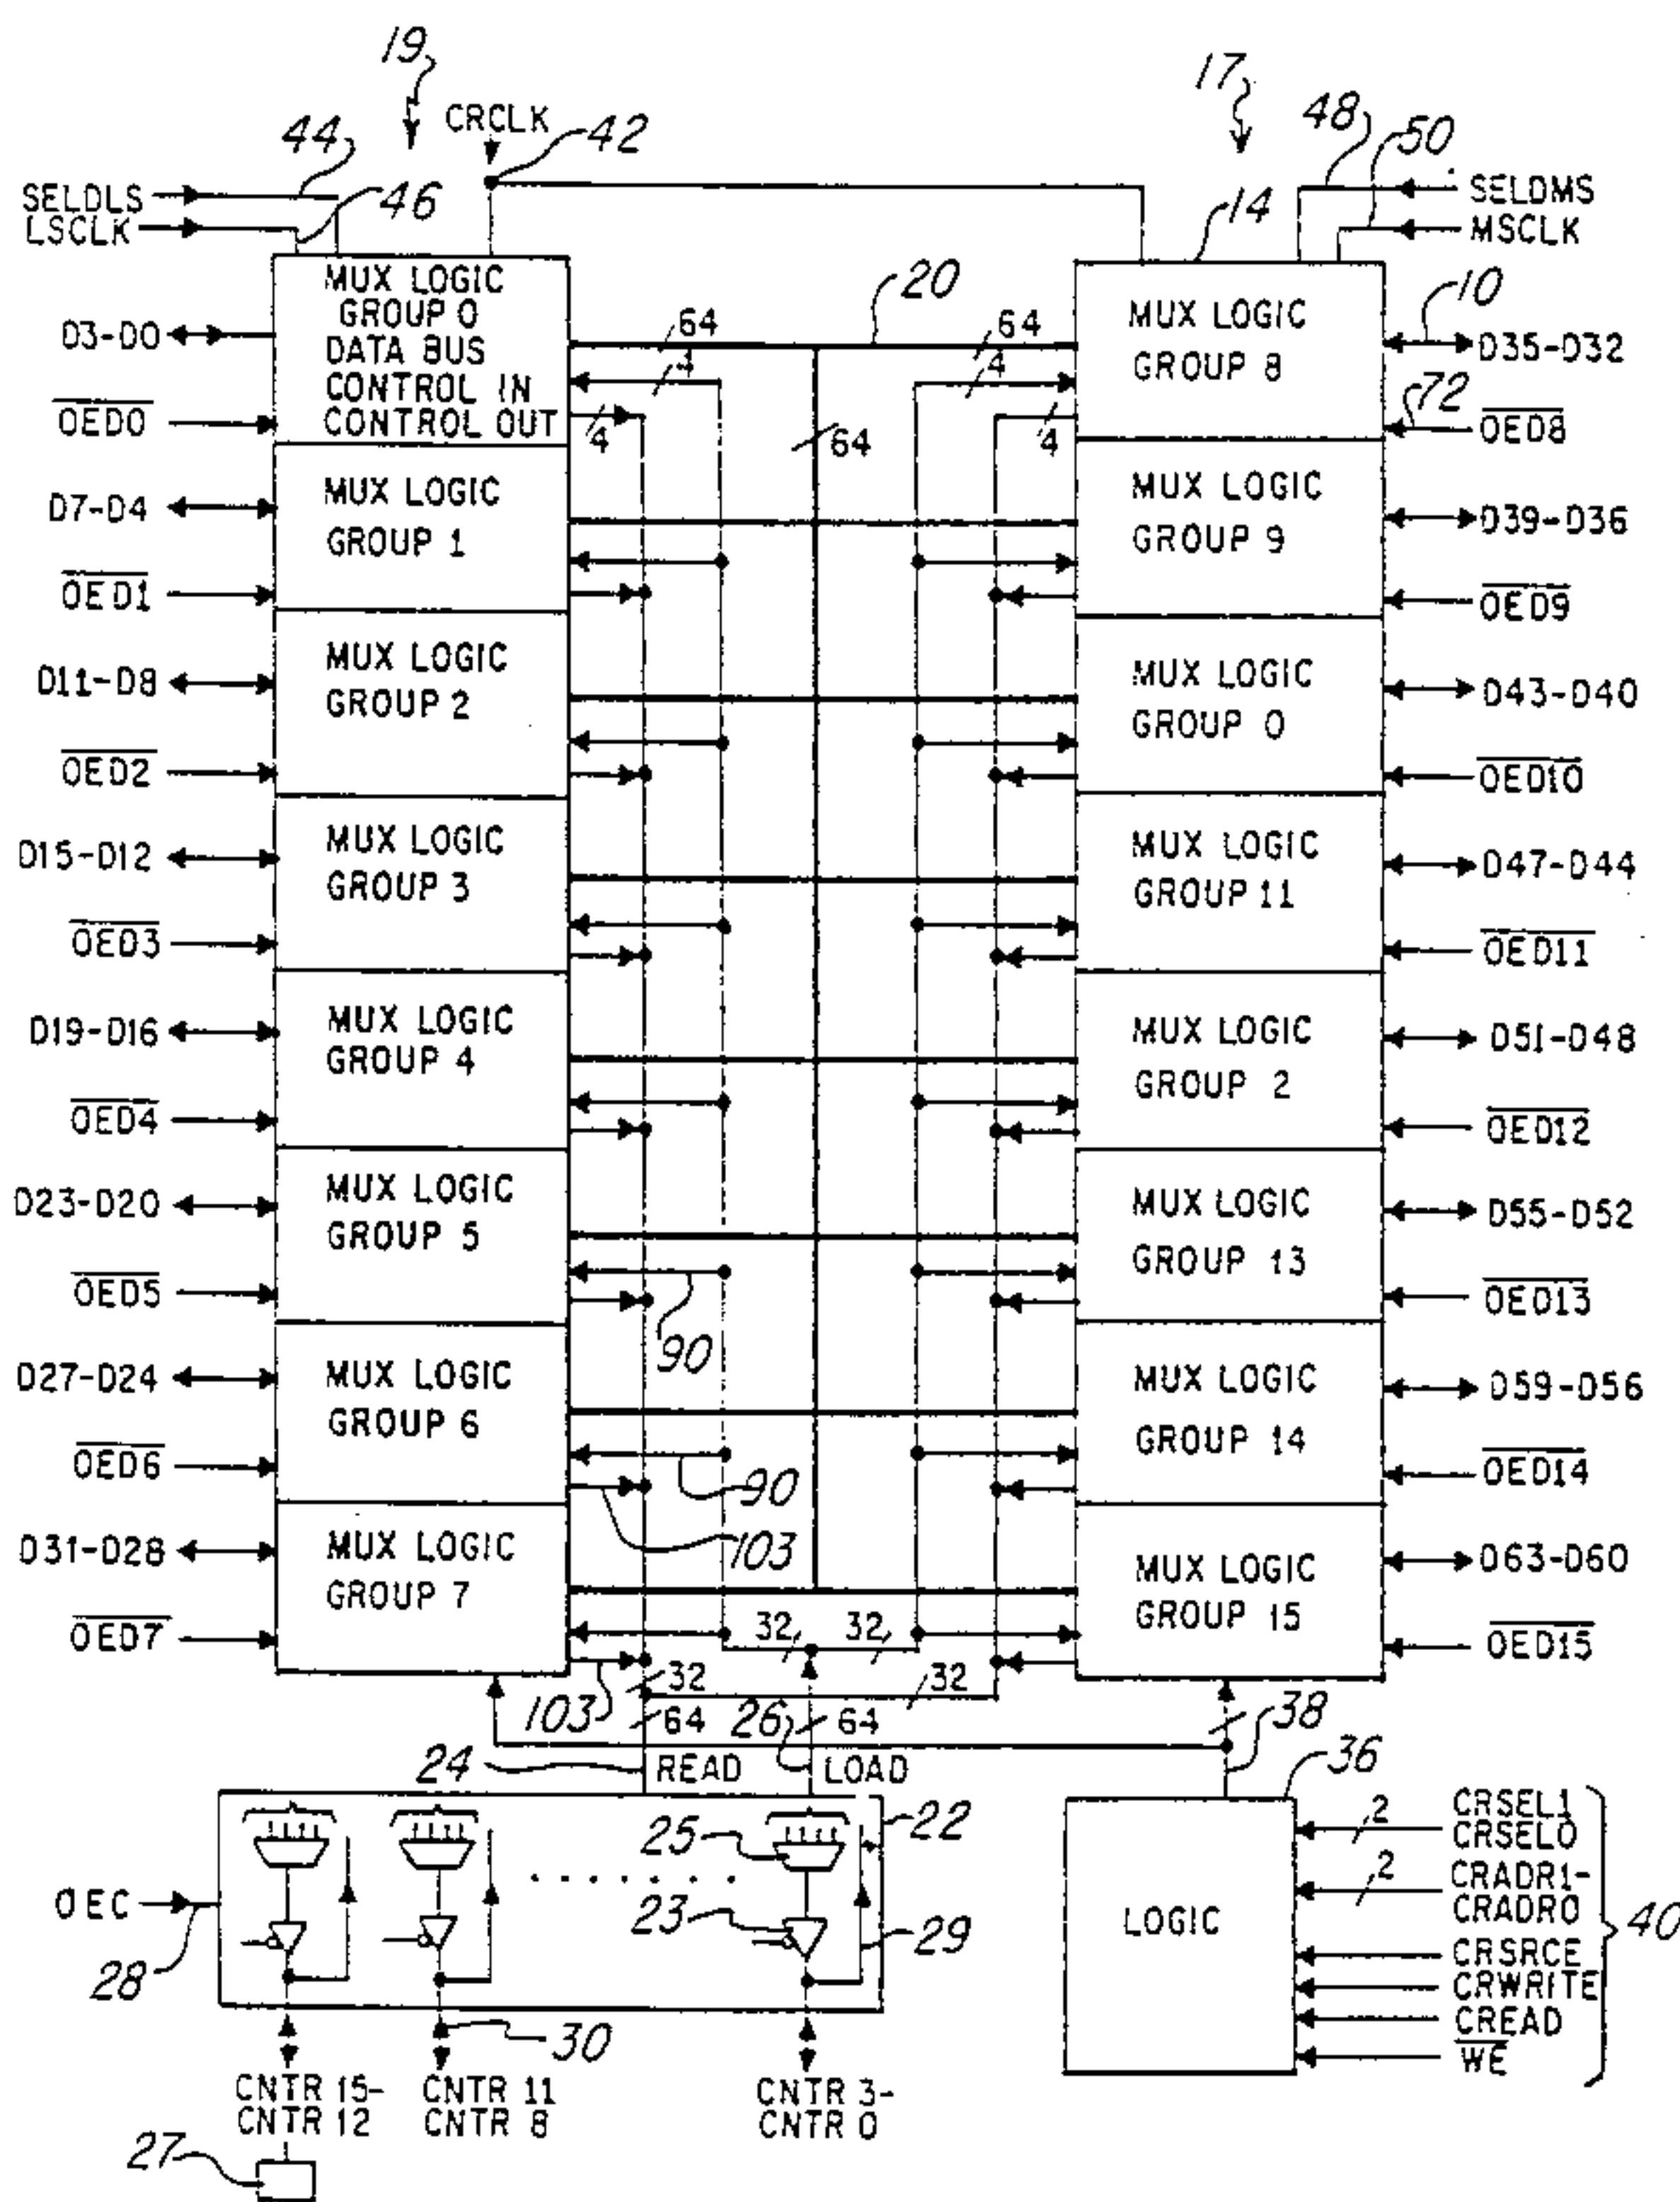 19
CRCLK
42
17
44
46
48
50
SELDLS
LSCLK
14
SELDMS
MSCLK
MUX LOGIC
GROUP 0
DATA BUS
CONTROL IN
CONTROL OUT
D3-D0
OED0
64
4
4
20
64
4
4
64
MUX LOGIC
GROUP 8
10
D35-D32
72
OED8
D7-D4
OED1
MUX LOGIC
GROUP 1
MUX LOGIC
GROUP 9
D39-D36
OED9
D11-D8
OED2
MUX LOGIC
GROUP 2
MUX LOGIC
GROUP 0
D43-D40
OED10
D15-D12
OED3
MUX LOGIC
GROUP 3
MUX LOGIC
GROUP 11
D47-D44
OED11
D19-D16
OED4
MUX LOGIC
GROUP 4
MUX LOGIC
GROUP 2
D51-D48
OED12
D23-D20
OED5
MUX LOGIC
GROUP 5
90
MUX LOGIC
GROUP 13
D55-D52
OED13
D27-D24
OED6
MUX LOGIC
GROUP 6
90
103
MUX LOGIC
GROUP 14
D59-D56
OED14
D31-D28
OED7
MUX LOGIC
GROUP 7
MUX LOGIC
GROUP 15
D63-D60
OED15
32
32
32
32
103
64
26
64
38
24
READ
LOAD
36
22
25
23
29
OEC
28
30
CNTR 15-
CNTR 12
CNTR 11
CNTR 8
CNTR 3-
CNTR 0
27
LOGIC
2
CRSEL1
CRSEL0
2
CRADR1-
CRADR0
CRSRCE
CRWRITE
CREAD
WE
40